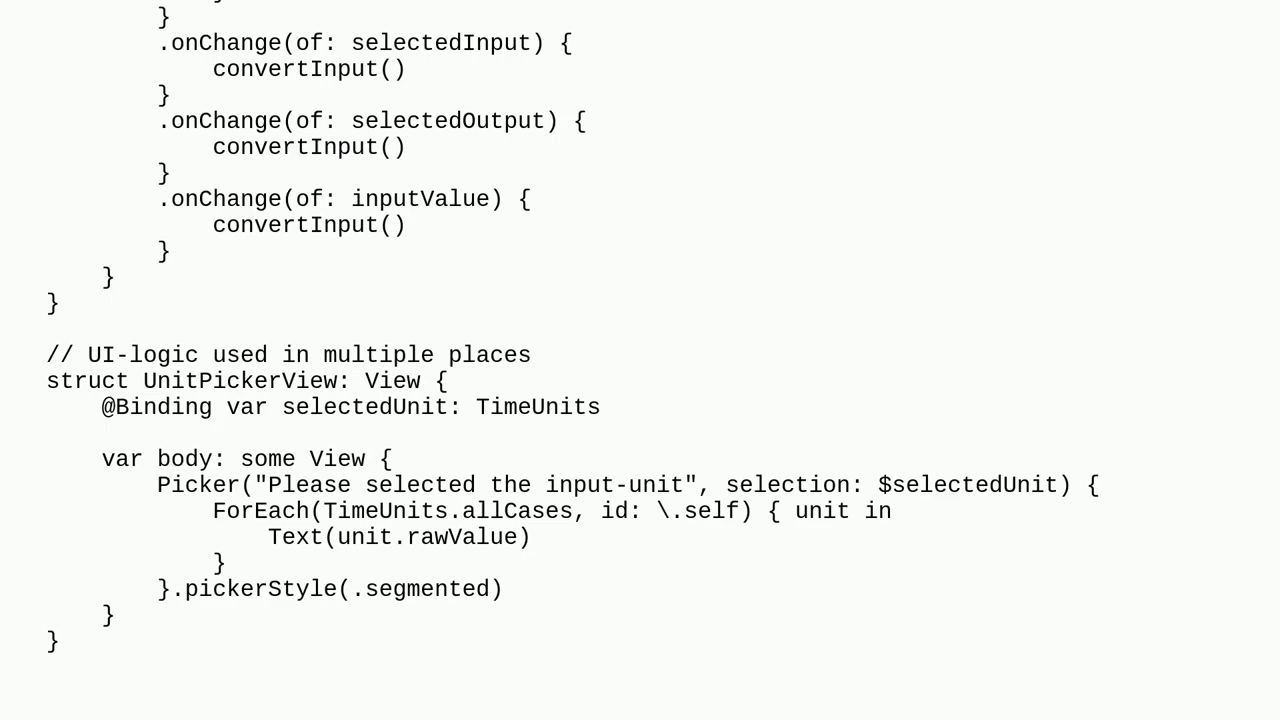 }
        .onChange(of: selectedInput) {
            convertInput()
        }
        .onChange(of: selectedOutput) {
            convertInput()
        }
        .onChange(of: inputValue) {
            convertInput()
        }
    }
}

// UI-logic used in multiple places
struct UnitPickerView: View {
    @Binding var selectedUnit: TimeUnits

    var body: some View {
        Picker("Please selected the input-unit", selection: $selectedUnit) {
            ForEach(TimeUnits.allCases, id: \.self) { unit in
                Text(unit.rawValue)
            }
        }.pickerStyle(.segmented)
    }
}